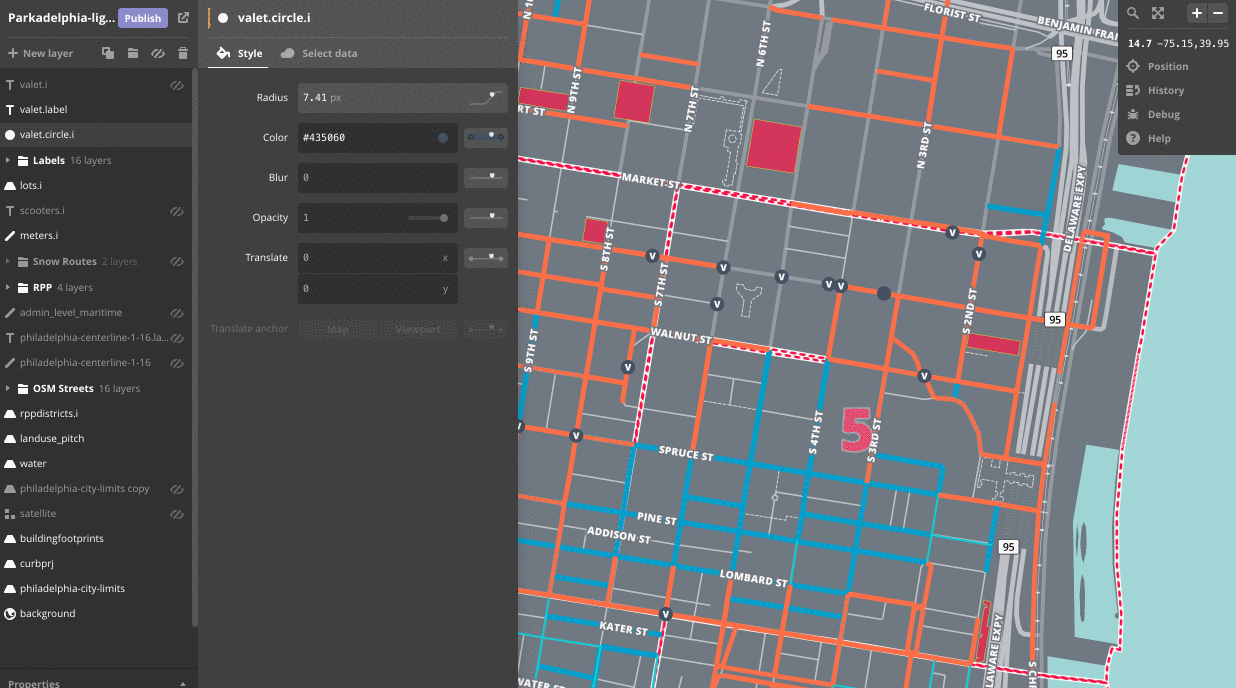 Parkadelphia-lig...
Publish
New layer
valet.i
valet.label
valet.circle.i
Labels 16 layers
lots.i
scooters.i
meters.i
Snow Routes 2 layers
RPP 4 layers
admin_level_maritime
philadelphia-centerline-1-16.la...
philadelphia-centerline-1-16
OSM Streets 16 layers
rppdistricts.i
landuse_pitch
water
philadelphia-city-limits copy
satellite
buildingfootprints
curbprj
philadelphia-city-limits
background
Properties
valet.circle.i
Style
Select data
Radius 7.41 px
Color #435060
Blur 0
Opacity 1
Translate 0 x
0 y
Translate anchor Map Viewport
N 10
FLORIST ST
BENJAMIN FRAN
N 6TH ST
95
N 9TH ST
RT ST
N 7TH ST
N 3RD ST
MARKET ST
DELAWARE EXPY
V
S 8TH ST
V
V
V
V
V V
S 7TH ST
V
S 2ND ST
95
WALNUT ST
S 9TH ST
V
V
5
S 4TH ST
S 3RD ST
V
V
SPRUCE ST
PINE ST
ADDISON ST
95
LOMBARD ST
V
KATER ST
LAWARE EXPY
S CH
WATER ST
14.7 -75.15,39.95
Position
History
Debug
Help